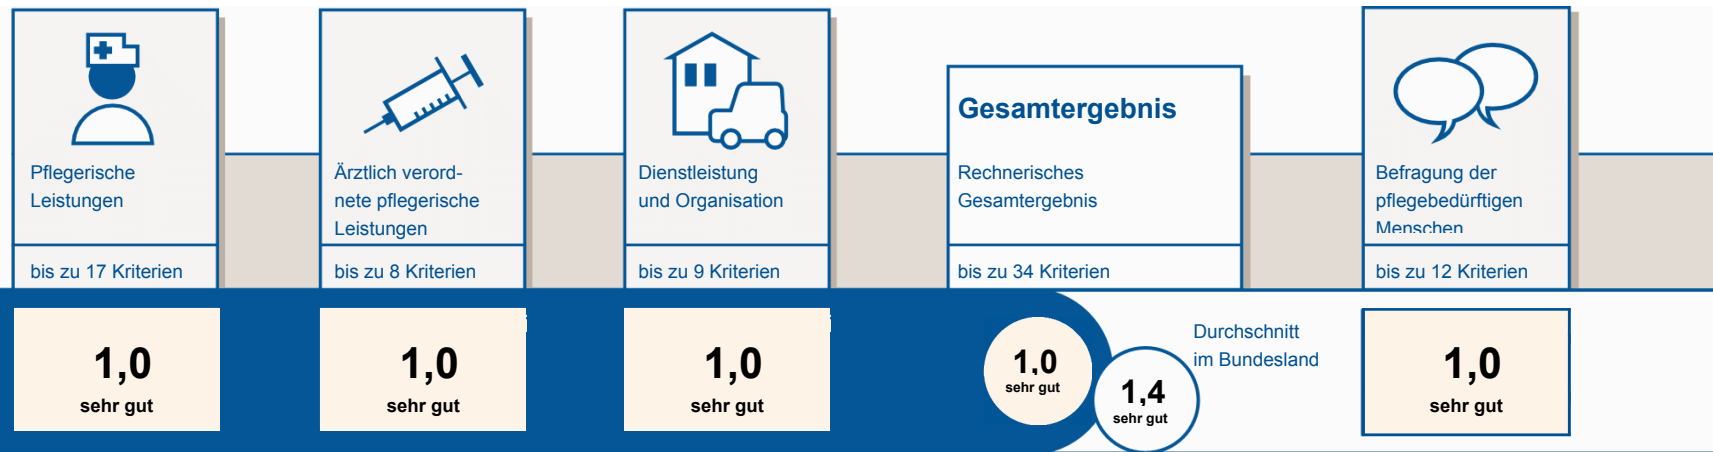 Pflegerische
Leistungen
bis zu 17 Kriterien
1,0
sehr gut
Ärztlich verord-
nete pflegerische
Leistungen
bis zu 8 Kriterien
1,0
sehr gut
Dienstleistung
und Organisation
bis zu 9 Kriterien
1,0
sehr gut
Gesamtergebnis
Rechnerisches
Gesamtergebnis
bis zu 34 Kriterien
1,0
sehr gut
1,4
sehr gut
Durchschnitt
im Bundesland
Befragung der
pflegebedürftigen
Menschen
bis zu 12 Kriterien
1,0
sehr gut